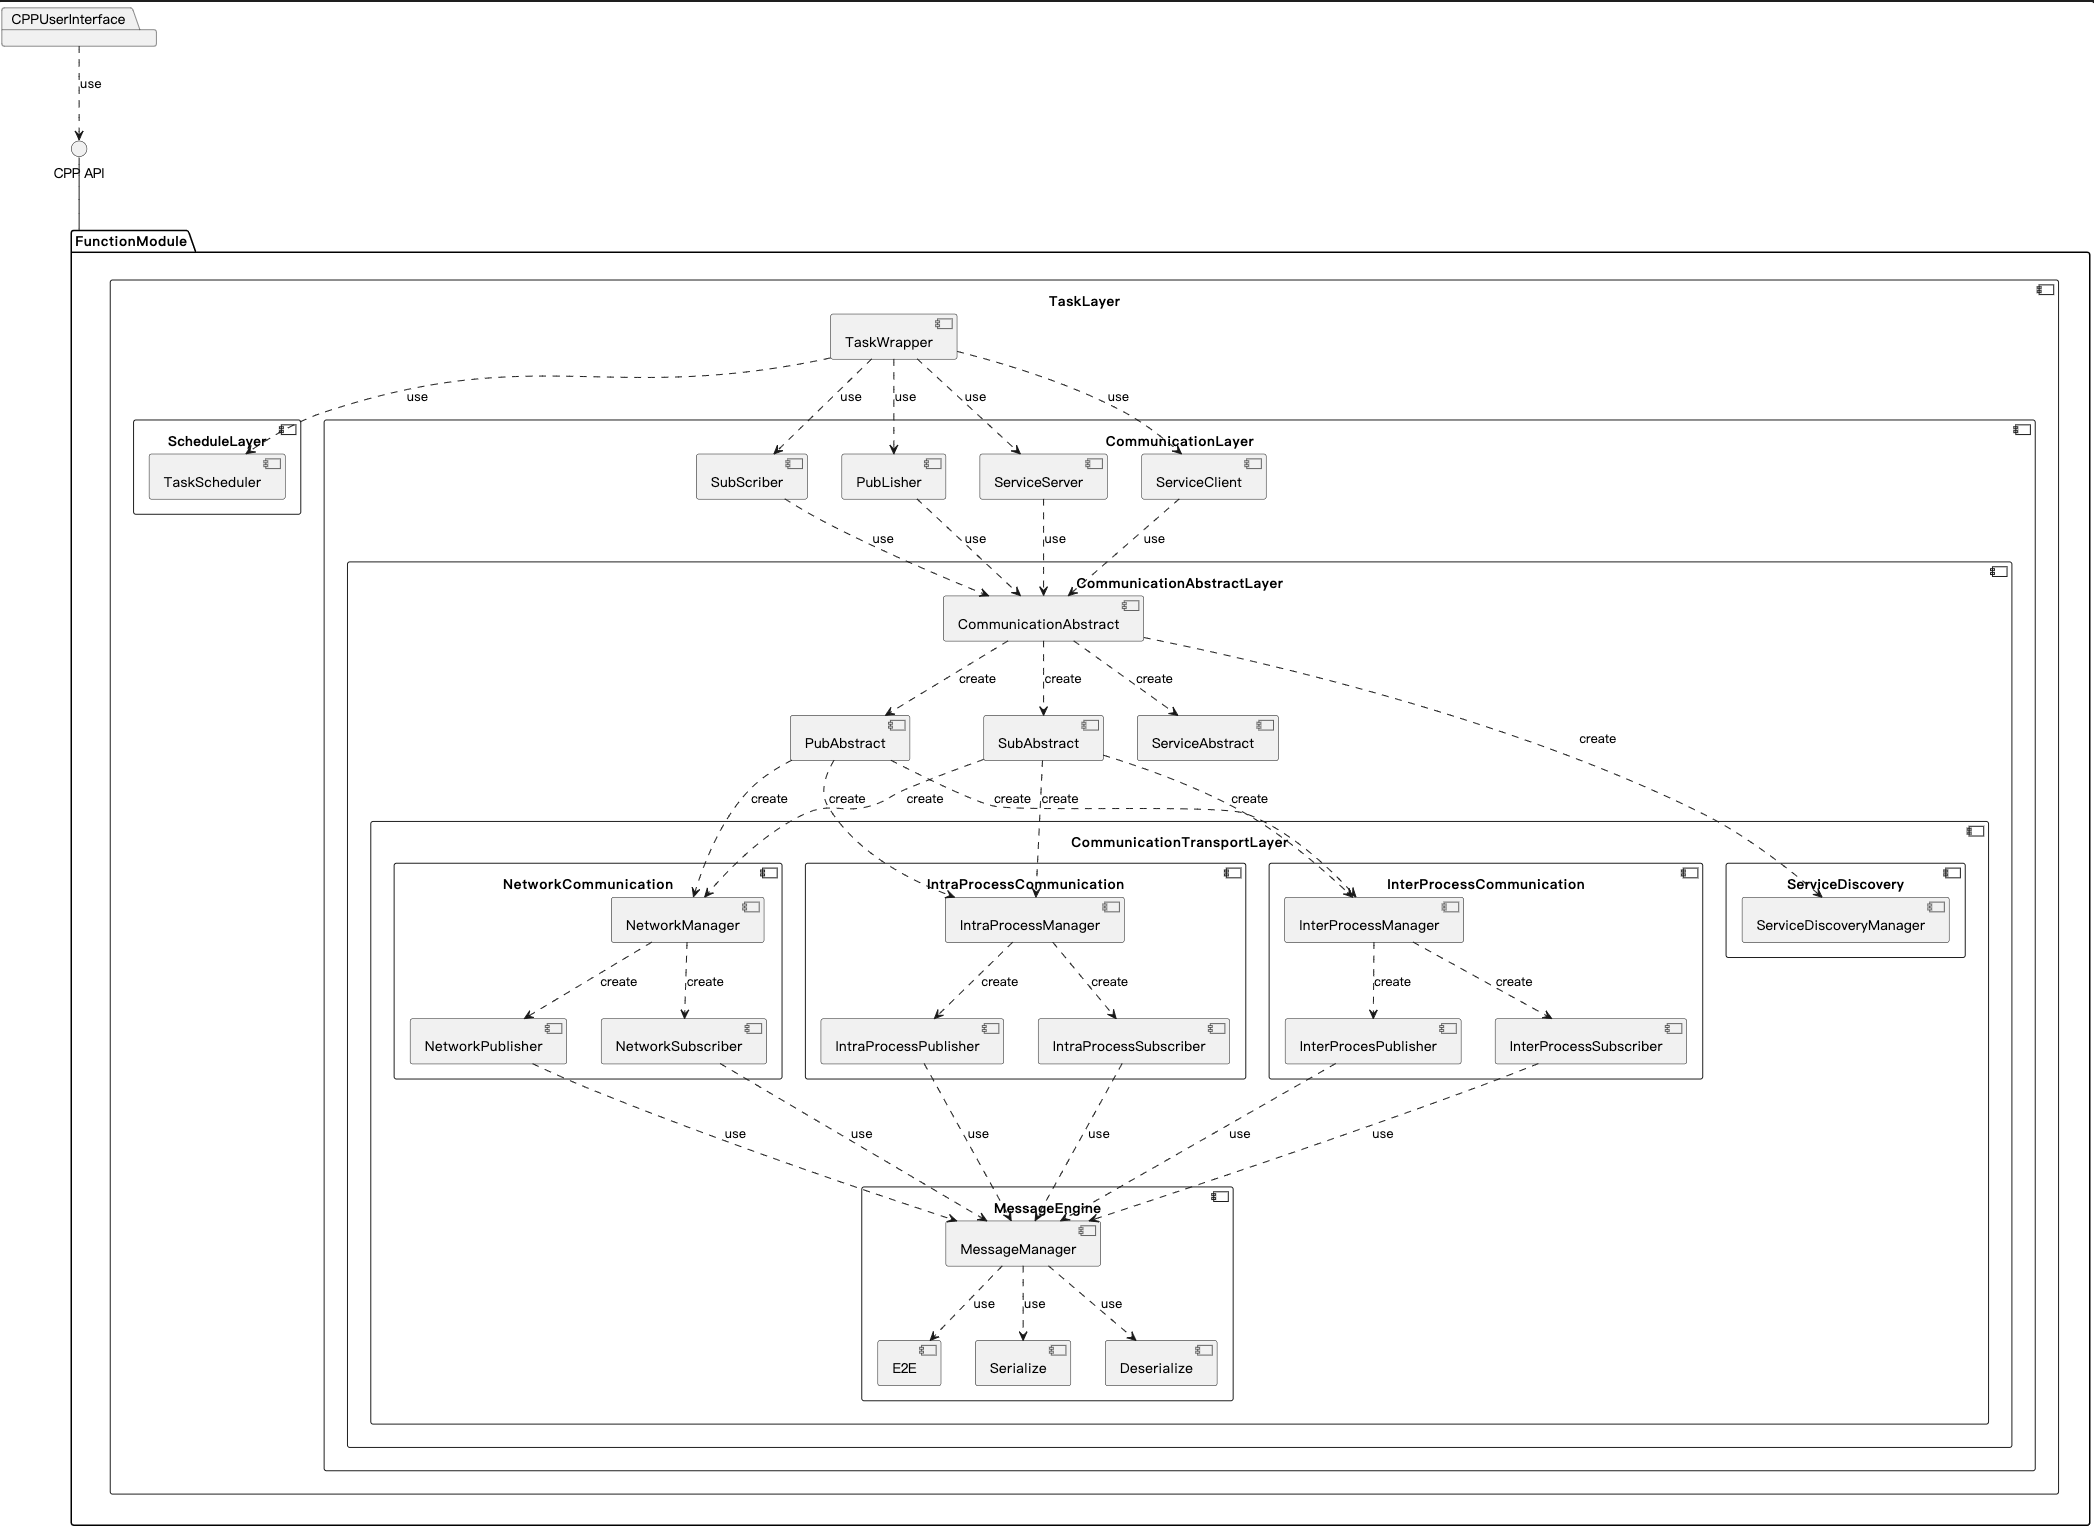 CPPUserInterface
use
CPP API
FunctionModule
TaskLayer
TaskWrapper
use use use use use
ScheduleLayer
CommunicationLayer
TaskScheduler
SubScriber PubLisher ServiceServer ServiceClient
use use use use
CommunicationAbstractLayer
CommunicationAbstract
create create create
create
PubAbstract SubAbstract ServiceAbstract
create create create create create create
CommunicationTransportLayer
NetworkCommunication IntraProcessCommunication InterProcessCommunication ServiceDiscovery
NetworkManager IntraProcessManager InterProcessManager ServiceDiscoveryManager
create create create create create create
NetworkPublisher NetworkSubscriber IntraProcessPublisher IntraProcessSubscriber InterProcesPublisher InterProcessSubscriber
use use use use use use
MessageEngine
MessageManager
use use use
E2E Serialize Deserialize